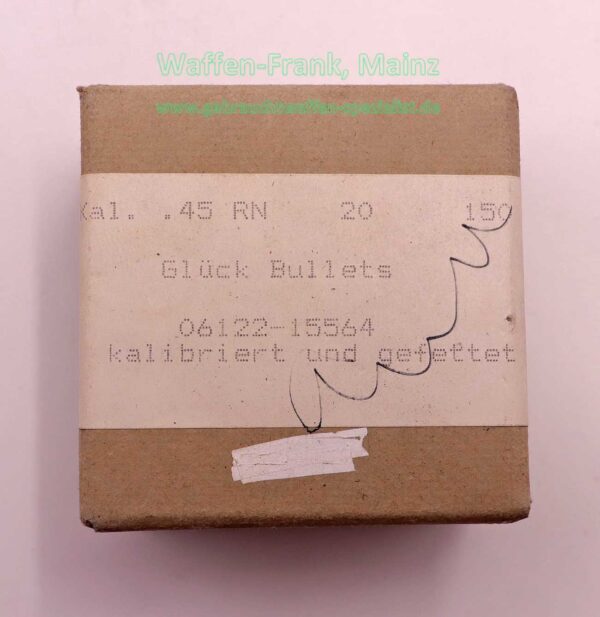 Waffen-Frank, Mainz
www.gebrauchtwaffen-spezialist.de
Kal. .45 RN 20 150
Glück Bullets
06122-15564
kalibriert und gefettet